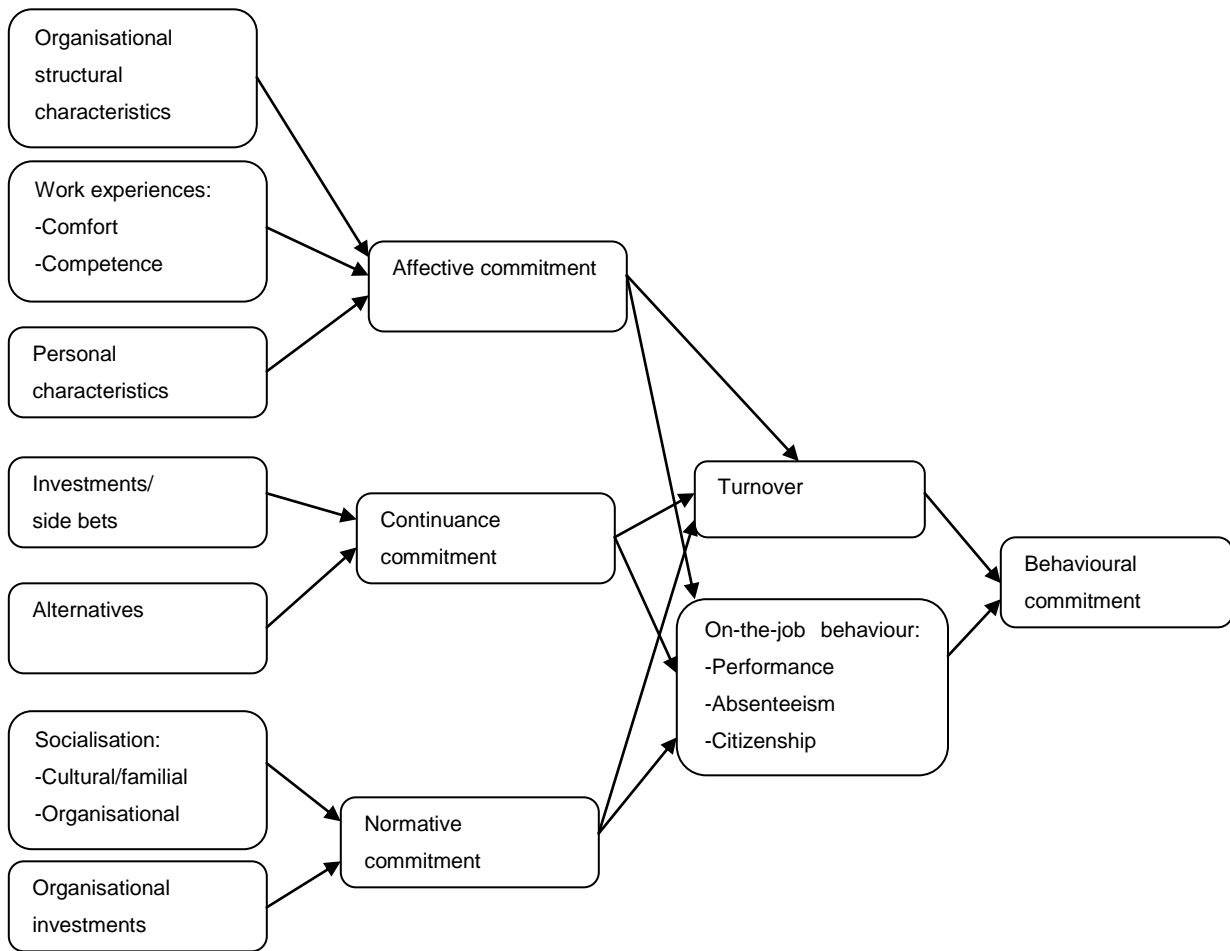 Organisational
structural
characteristics
Work experiences:
-Comfort
-Competence
Personal
characteristics
Investments/
side bets
Alternatives
Socialisation:
-Cultural/familial
-Organisational
Organisational
investments
Affective commitment
Continuance
commitment
Normative
commitment
Turnover
On-the-job behaviour:
-Performance
-Absenteeism
-Citizenship
Behavioural
commitment